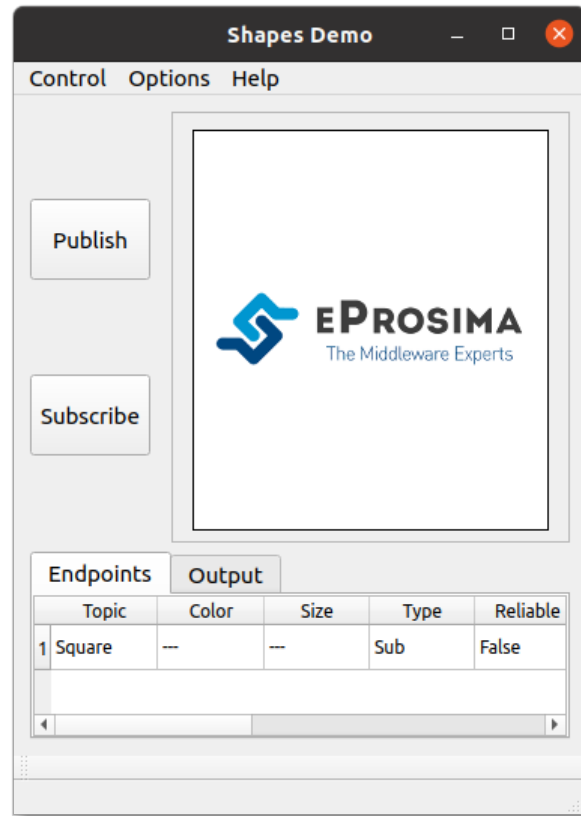 Shapes Demo
Control Options Help
Publish
EPROSIMA
The Middleware Experts
Subscribe
Endpoints Output
Topic Color Size Type Reliable
1 Square --- --- Sub False